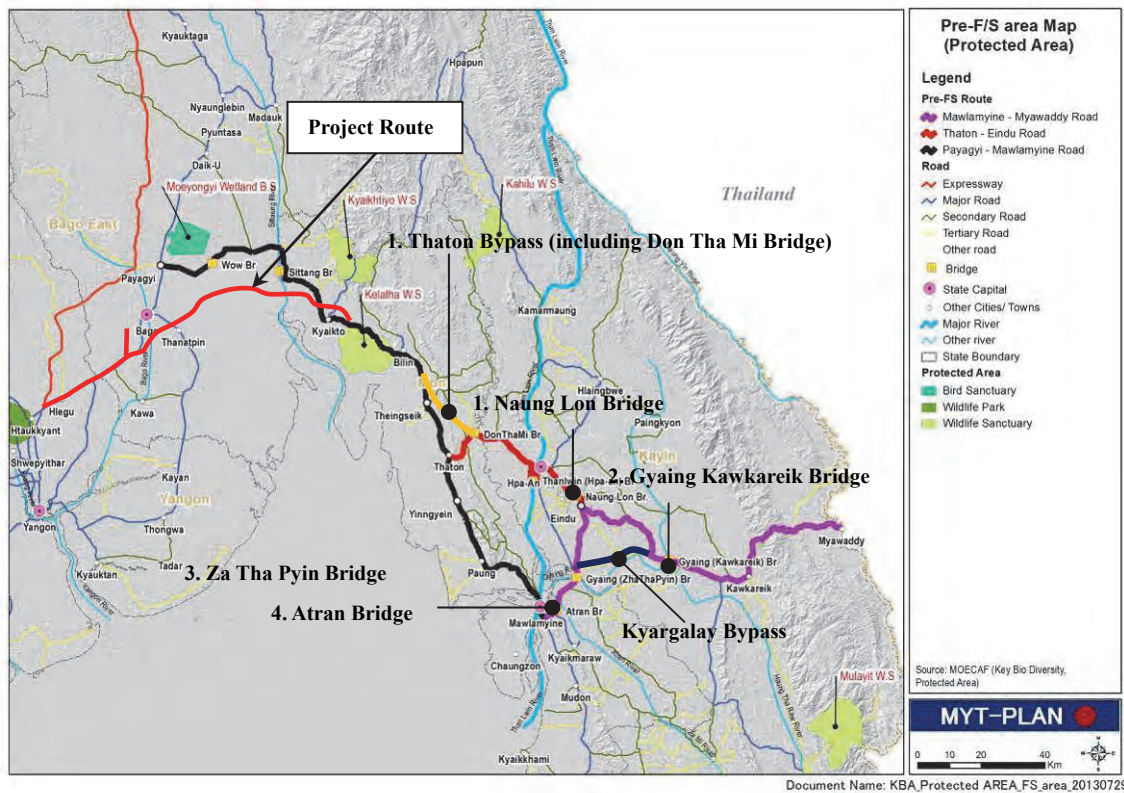 Kyauktaga
Hpapun
Nyaunglebin
Madauk
Project Route
Pyuntasa
Daik-U
Moeyongyi Wetland B.S
Kyaikhtiyo W.S
Kahilu W.S
Thailand
Bago East
1. Thaton Bypass (including Don Tha Mi Bridge)
Wow Br
Sittang Br
Payagyi
Kelatha W.S
Kamarmaung
Bago
Thanatpin
Kyaikto
Bilin
Hlegu
Kawa
Theingseik
Hlaingbwe
1. Naung Lon Bridge
Paingkyon
Htaukkyant
DonThaMi Br
Kayin
Shwepyithar
Thaton
2. Gyaing Kawkareik Bridge
Hpa-An
Thanlwin (Hpa-an) Br
Naung Lon Br.
Kayan
Yangon
Yinngyein
Eindu
Yangon
Thongwa
Myawaddy
Kyauktan
Tadar
Paung
Gyaing (Kawkareik) Br
3. Za Tha Pyin Bridge
Gyaing (ZhaThaPyin) Br
Kawkareik
4. Atran Bridge
Atran Br
Mawlamyine
Kyargalay Bypass
Chaungzon
Kyaikmaraw
Mudon
Mulayit W.S
Kyaikkhami
Pre-F/S area Map
(Protected Area)
Legend
Pre-FS Route
Mawlamyine - Myawaddy Road
Thaton - Eindu Road
Payagyi - Mawlamyine Road
Road
Expressway
Major Road
Secondary Road
Tertiary Road
Other road
Bridge
State Capital
Other Cities/ Towns
Major River
Other river
State Boundary
Protected Area
Bird Sanctuary
Wildlife Park
Wildlife Sanctuary
Source: MOECAF (Key Bio Diversity,
Protected Area)
MYT-PLAN
0 10 20 40
Km
Document Name: KBA_Protected AREA_FS_area_20130729